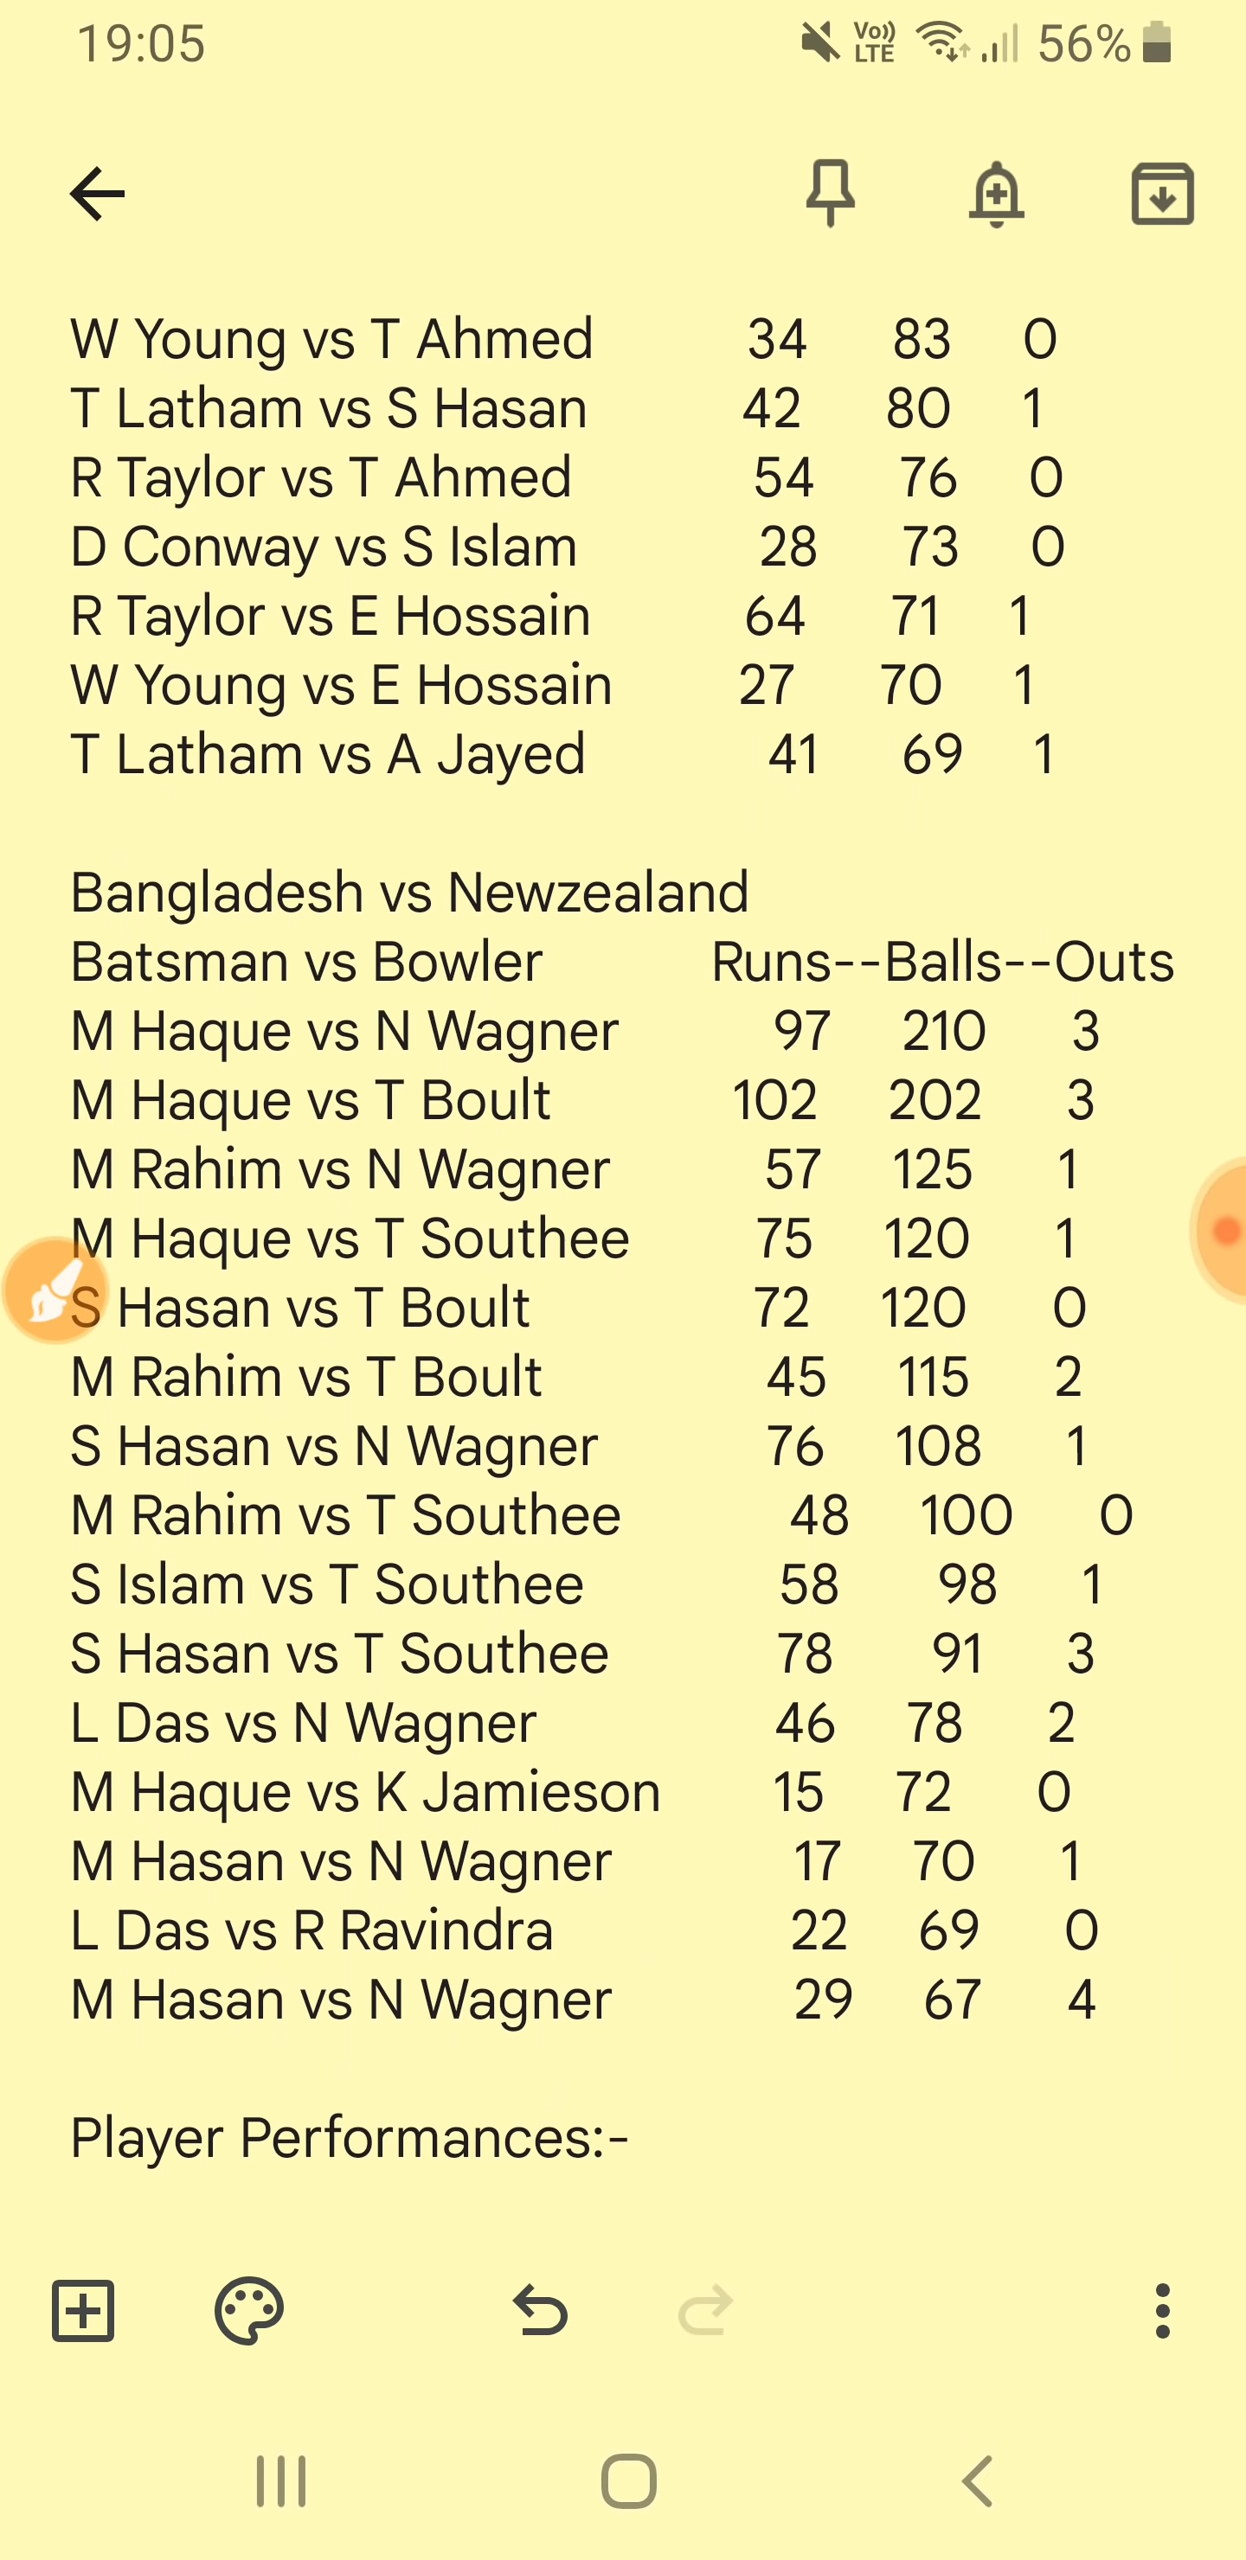 19:05 Vo)) LTE 56%
W Young vs T Ahmed 34 83 0
T Latham vs S Hasan 42 80 1
R Taylor vs T Ahmed 54 76 0
D Conway vs S Islam 28 73 0
R Taylor vs E Hossain 64 71 1
W Young vs E Hossain 27 70 1
T Latham vs A Jayed 41 69 1
Bangladesh vs Newzealand
Batsman vs Bowler Runs--Balls--Outs
M Haque vs N Wagner 97 210 3
M Haque vs T Boult 102 202 3
M Rahim vs N Wagner 57 125 1
M Haque vs T Southee 75 120 1
S Hasan vs T Boult 72 120 0
M Rahim vs T Boult 45 115 2
S Hasan vs N Wagner 76 108 1
M Rahim vs T Southee 48 100 0
S Islam vs T Southee 58 98 1
S Hasan vs T Southee 78 91 3
L Das vs N Wagner 46 78 2
M Haque vs K Jamieson 15 72 0
M Hasan vs N Wagner 17 70 1
L Das vs R Ravindra 22 69 0
M Hasan vs N Wagner 29 67 4
Player Performances:-